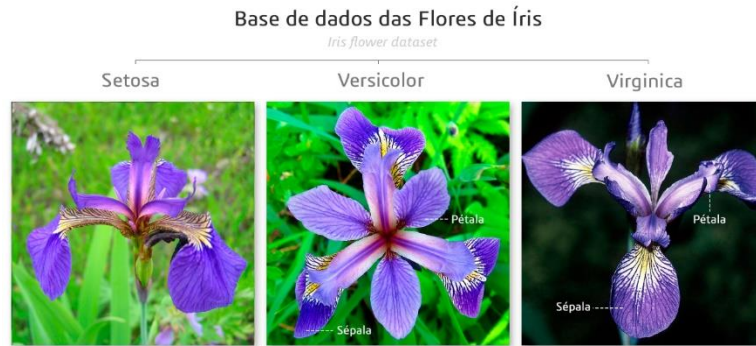 Base de dados das Flores de Íris
Iris flower dataset
Setosa
Versicolor
Virginica
Pétala
Sépala
Pétala
Sépala